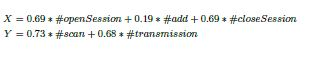 X = 0.69 * #openSession + 0.19 * #add + 0.69 * #closeSession
Y = 0.73 * #scan + 0.68 * #transmission